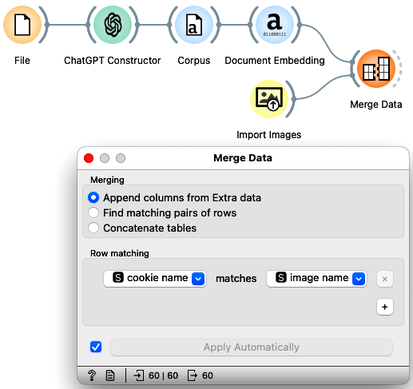 a
a
011000111
File
ChatGPT Constructor
Corpus
Document Embedding
Merge Data
Import Images
Merge Data
Merging
Append columns from Extra data
Find matching pairs of rows
Concatenate tables
Row matching
S cookie name matches S image name ×
+
Apply Automatically
? 60 | 60 60